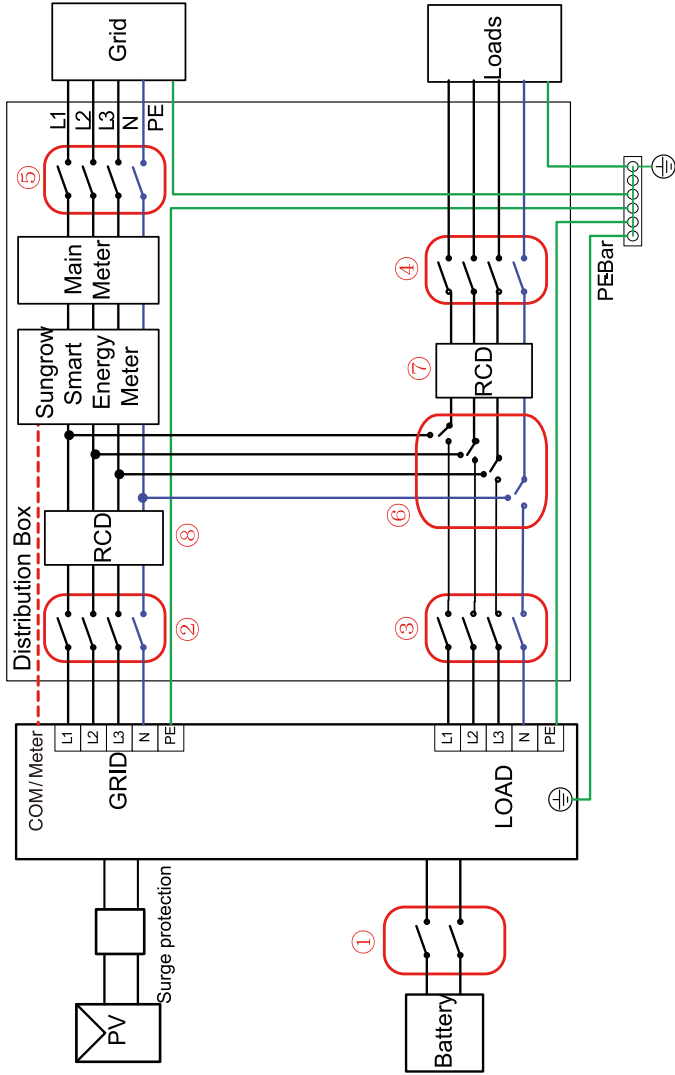 PV
Surge protection
COM/Meter
L1
L2
L3
N
PE
GRID
Distribution Box
②
RCD
⑧
Sungrow
Smart
Energy
Meter
Main
Meter
⑤
L1
L2
L3
N
PE
Grid
Battery
①
L1
L2
L3
N
PE
LOAD
③
⑥
RCD
⑦
④
Loads
PE-Bar